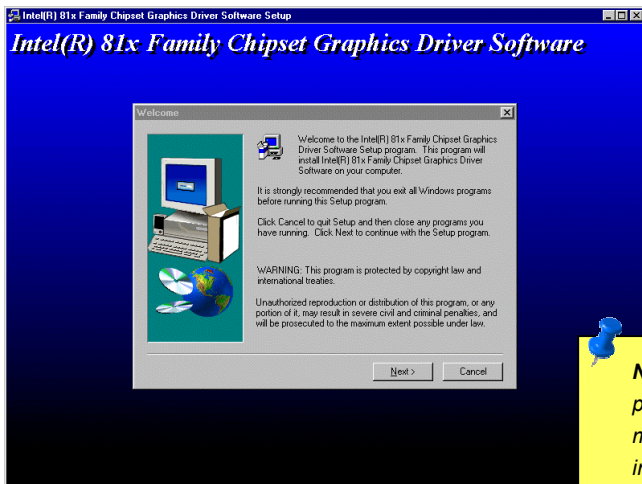 Intel(R) 81x Family Chipset Graphics Driver Software Setup
Intel(R) 81x Family Chipset Graphics Driver Software
Welcome
Welcome to the Intel(R) 81x Family Chipset Graphics
Driver Software Setup program. This program will
install Intel(R) 81x Family Chipset Graphics Driver
Software on your computer.
It is strongly recommended that you exit all Windows programs
before running this Setup program.
Click Cancel to quit Setup and then close any programs you
have running. Click Next to continue with the Setup program.
WARNING: This program is protected by copyright law and
international treaties.
Unauthorized reproduction or distribution of this program, or any
portion of it, may result in severe civil and criminal penalties, and
will be prosecuted to the maximum extent possible under law.
Next >
Cancel